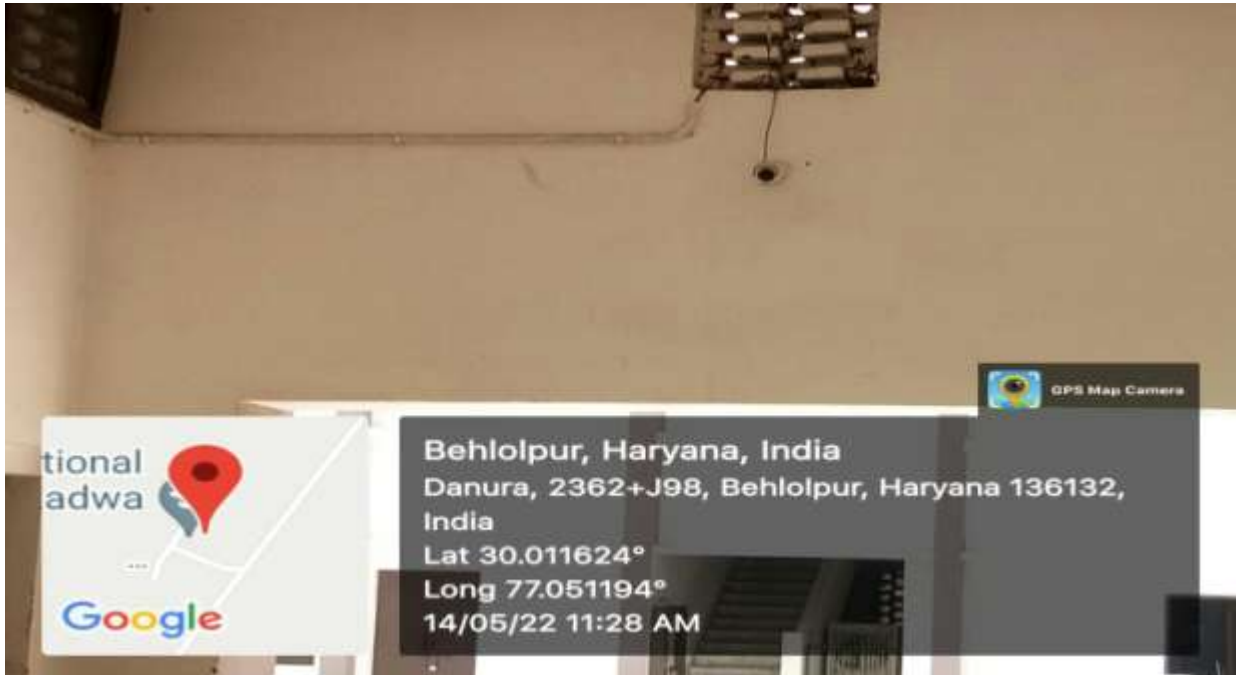 GPS Map Camera
tional
adwa
Google
Behlolpur, Haryana, India
Danura, 2362+J98, Behlolpur, Haryana 136132,
India
Lat 30.011624°
Long 77.051194°
14/05/22 11:28 AM